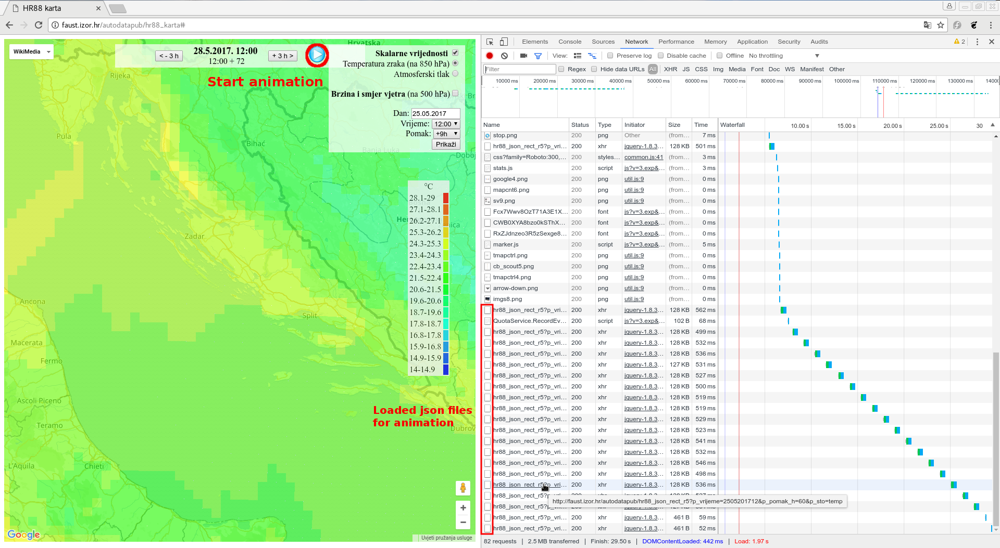 HR88 karta
faust.izor.hr/autodatapub/hr88_karta#
WikiMedia
< - 3 h
28.5.2017. 12:00
12:00 + 72
+ 3 h >
Start animation
Hrvatska
Skalarne vrijednosti
Temperatura zraka (na 850 hPa)
Atmosferski tlak
Brzina i smjer vjetra (na 500 hPa)
Dan: 25.05.2017
Vrijeme: 12:00
Pomak: +9h
Prikaži
Rijeka
Pula
Bihać
Banja Luka
Doboj
Zadar
Ancona
Split
Macerata
Fermo
Ascoli Piceno
Teramo
L'Aquila
Chieti
°C
28.1-29
27.1-28.1
26.2-27.1
25.3-26.2
24.3-25.3
23.4-24.3
22.4-23.4
21.5-22.4
20.6-21.5
19.6-20.6
18.7-19.6
17.8-18.7
16.8-17.8
15.9-16.8
14.9-15.9
14-14.9
Loaded json files
for animation
Dubrov
Google
Uvjeti pružanja usluge
Elements Console Sources Network Performance Memory Application Security Audits 2
View: Preserve log Disable cache Offline No throttling
Filter Regex Hide data URLs All XHR JS CSS Img Media Font Doc WS Manifest Other
10000 ms 20000 ms 30000 ms 40000 ms 50000 ms 60000 ms 70000 ms 80000 ms 90000 ms 100000 ms 110000 ms 120000 ms 130000 ms 1400
Name Status Type Initiator Size Time Waterfall 10.00 s 15.00 s 20.00 s 25.00 s 30
stop.png 200 png Other (from... 7 ms
hr88_json_rect_r5?p_vri... 200 xhr jquery-1.8.3... 128 KB 501 ms
css?family=Roboto:300,... 200 styles... common.js:41 (from... 3 ms
stats.js 200 script js?v=3.exp&... (from... 3 ms
google4.png 200 png util.js:9 (from... 0 ms
mapcnt6.png 200 png util.js:9 (from... 0 ms
sv9.png 200 png util.js:9 (from... 0 ms
Fcx7Wwv8OzT71A3E1X... 200 font js?v=3.exp&... (from... 0 ms
CWB0XYA8bzo0kSThX... 200 font js?v=3.exp&... (from... 0 ms
RxZJdnzeo3R5zSexge8... 200 font js?v=3.exp&... (from... 0 ms
marker.js 200 script js?v=3.exp&... (from... 5 ms
tmapctrl.png 200 png util.js:9 (from... 0 ms
cb_scout5.png 200 png util.js:9 (from... 0 ms
tmapctrl4.png 200 png util.js:9 (from... 0 ms
arrow-down.png 200 png util.js:9 (from... 0 ms
imgs8.png 200 png util.js:9 (from... 0 ms
hr88_json_rect_r5?p_vri... 200 xhr jquery-1.8.3... 128 KB 562 ms
QuotaService.RecordEv... 200 script js?v=3.exp&... 102 B 68 ms
hr88_json_rect_r5?p_vri... 200 xhr jquery-1.8.3... 128 KB 499 ms
hr88_json_rect_r5?p_vri... 200 xhr jquery-1.8.3... 128 KB 532 ms
hr88_json_rect_r5?p_vri... 200 xhr jquery-1.8.3... 128 KB 536 ms
hr88_json_rect_r5?p_vri... 200 xhr jquery-1.8.3... 127 KB 531 ms
hr88_json_rect_r5?p_vri... 200 xhr jquery-1.8.3... 128 KB 527 ms
hr88_json_rect_r5?p_vri... 200 xhr jquery-1.8.3... 128 KB 500 ms
hr88_json_rect_r5?p_vri... 200 xhr jquery-1.8.3... 128 KB 519 ms
hr88_json_rect_r5?p_vri... 200 xhr jquery-1.8.3... 128 KB 519 ms
hr88_json_rect_r5?p_vri... 200 xhr jquery-1.8.3... 128 KB 529 ms
hr88_json_rect_r5?p_vri... 200 xhr jquery-1.8.3... 128 KB 523 ms
hr88_json_rect_r5?p_vri... 200 xhr jquery-1.8.3... 128 KB 541 ms
hr88_json_rect_r5?p_vri... 200 xhr jquery-1.8.3... 128 KB 532 ms
hr88_json_rect_r5?p_vri... 200 xhr jquery-1.8.3... 128 KB 546 ms
hr88_json_rect_r5?p_vri... 200 xhr jquery-1.8.3... 128 KB 498 ms
hr88_json_rect_r5?p_vri... 200 xhr jquery-1.8.3... 128 KB 536 ms
hr88_json_rect_r5?p
http://faust.izor.hr/autodatapub/hr88_json_rect_r5?p_vrijeme=2505201712&p_pomak_h=60&p_sto=temp
hr88_json_rect_r5?p_vri...
hr88_json_rect_r5?p_vri... 200 xhr jquery-1.8.3... 461 B 59 ms
hr88_json_rect_r5?p_vri... 200 xhr jquery-1.8.3... 461 B 52 ms
82 requests | 2.5 MB transferred | Finish: 29.50 s | DOMContentLoaded: 442 ms | Load: 1.97 s